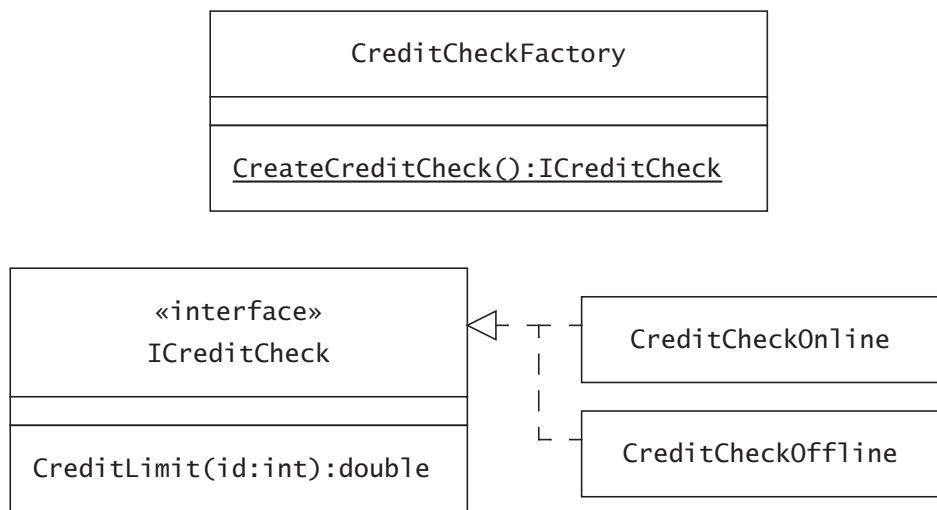 CreditCheckFactory
CreateCreditCheck():ICreditCheck
«interface»
ICreditCheck
CreditLimit(id:int):double
CreditCheckOnline
CreditCheckOffline